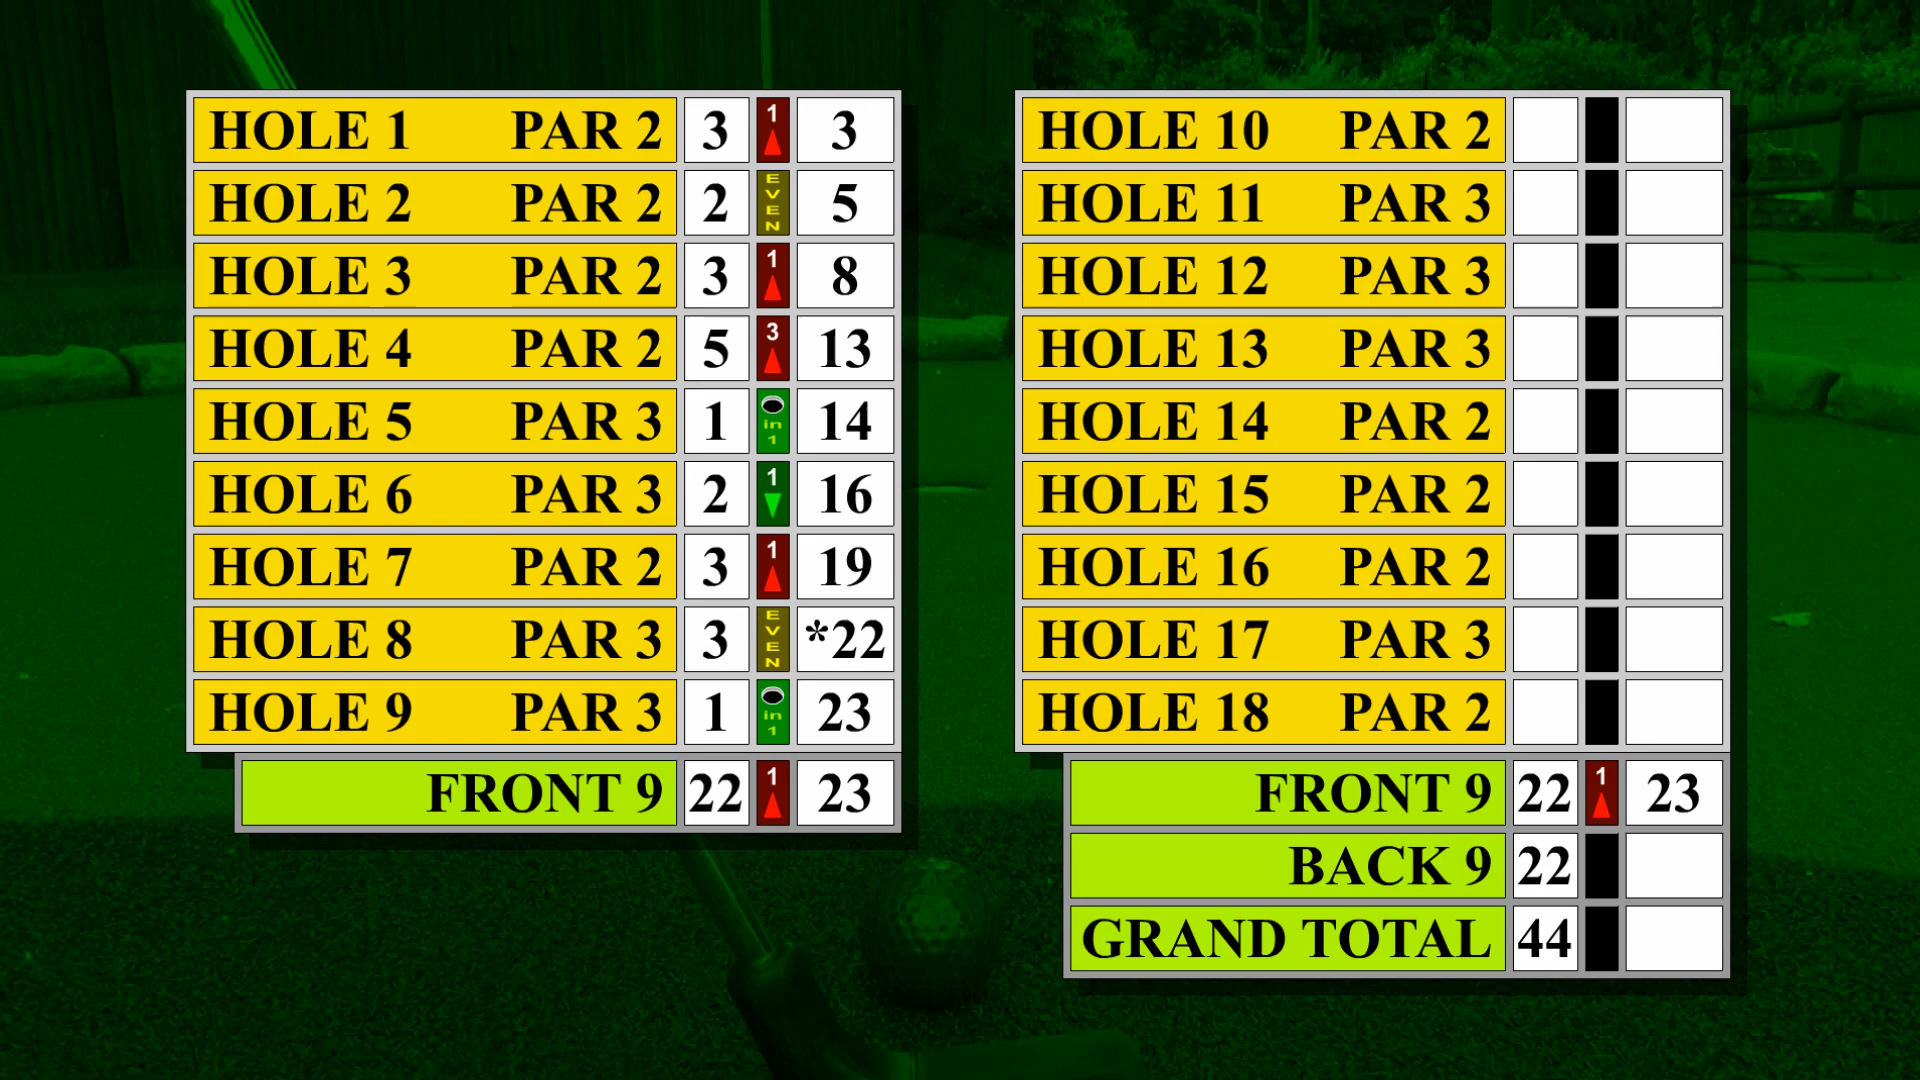 HOLE 1 PAR 2 3 1 3
HOLE 2 PAR 2 2 EVEN 5
HOLE 3 PAR 2 3 1 8
HOLE 4 PAR 2 5 3 13
HOLE 5 PAR 3 1 in 1 14
HOLE 6 PAR 3 2 1 16
HOLE 7 PAR 2 3 1 19
HOLE 8 PAR 3 3 EVEN *22
HOLE 9 PAR 3 1 in 1 23
FRONT 9 22 1 23
HOLE 10 PAR 2
HOLE 11 PAR 3
HOLE 12 PAR 3
HOLE 13 PAR 3
HOLE 14 PAR 2
HOLE 15 PAR 2
HOLE 16 PAR 2
HOLE 17 PAR 3
HOLE 18 PAR 2
FRONT 9 22 1 23
BACK 9 22
GRAND TOTAL 44